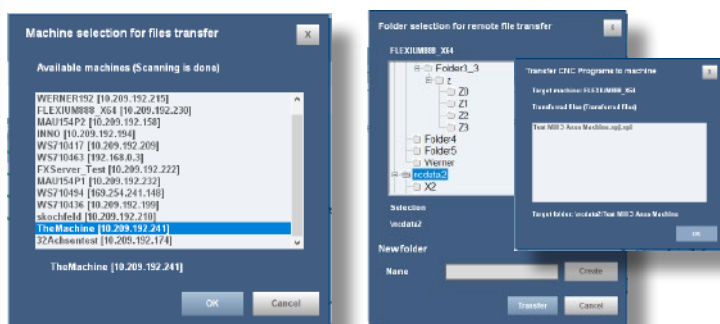 Machine selection for files transfer
X
Available machines (Scanning is done)
WERNER192 [10.209.192.215]
FLEXIUM888_X64 [10.209.192.230]
MAU154P2 [10.209.192.158]
INNO [10.209.192.194]
WS710417 [10.209.192.209]
WS710463 [192.168.0.3]
FXServer_Test [10.209.192.222]
MAU154P1 [10.209.192.232]
WS710494 [169.254.241.148]
WS710436 [10.209.192.199]
skochfeld [10.209.192.210]
TheMachine [10.209.192.241]
32Achsentest [10.209.192.174]
TheMachine [10.209.192.241]
OK
Cancel
Folder selection for remote file transfer
X
FLEXIUM888_X64
Folder3_3
Z
Z0
Z1
Z2
Z3
Folder4
Folder5
Werner
ncdata2
X2
Selection
\ncdata2
New folder
Name
Create
Transfer
Cancel
Transfer CNC Programs to machine
X
Target machine: FLEXIUM888_X64
Transferred files (Transferred files)
Target folder: \ncdata2\Test
Machine
OK